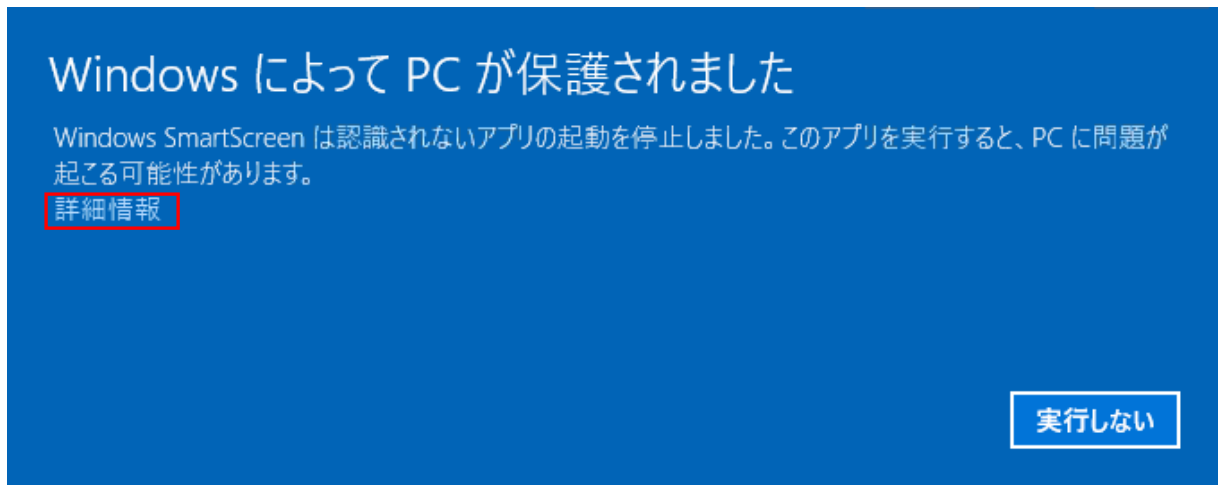 Windows によって PC が保護されました
Windows SmartScreen は認識されないアプリの起動を停止しました。このアプリを実行すると、PC に問題が
起こる可能性があります。
詳細情報
実行しない